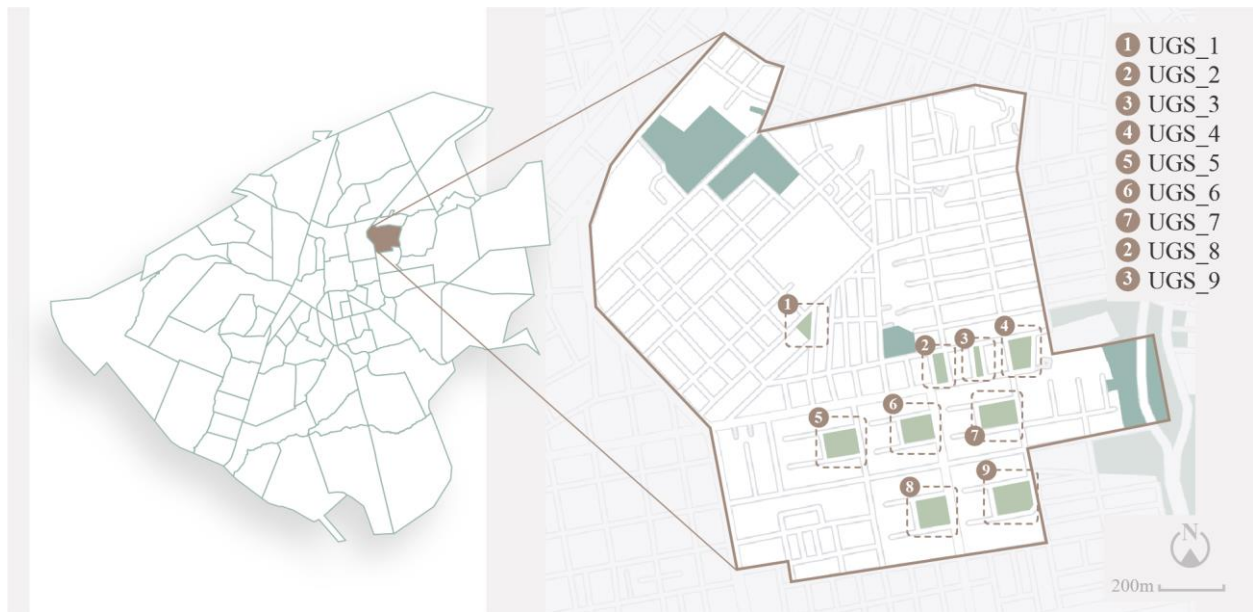 1 UGS_1
2 UGS_2
3 UGS_3
4 UGS_4
5 UGS_5
6 UGS_6
7 UGS_7
2 UGS_8
3 UGS_9
1
2
3
4
5
6
7
8
9
N
200m